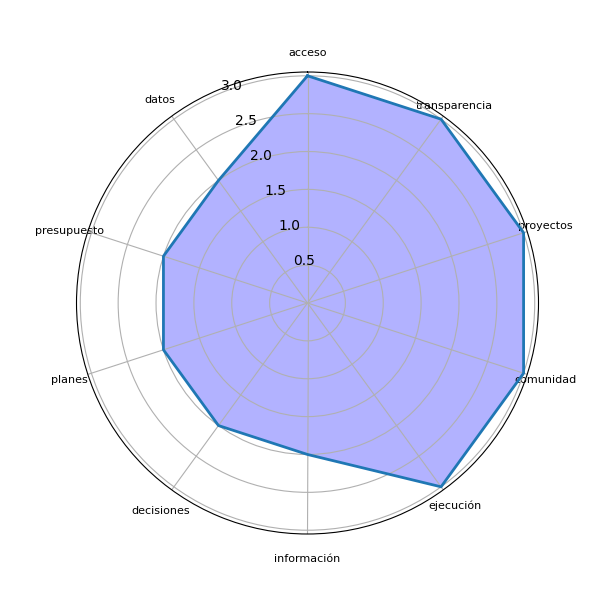 acceso
3.0
datos
transparencia
2.5
2.0
1.5
1.0
proyectos
presupuesto
0.5
planes
comunidad
ejecución
decisiones
información